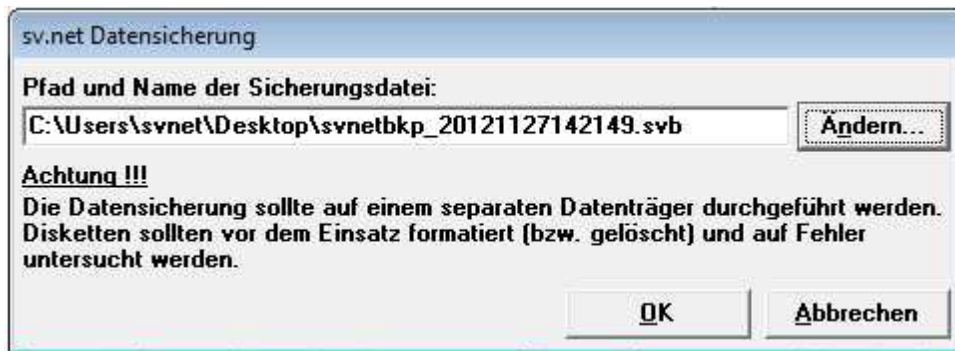 sv.net Datensicherung
Pfad und Name der Sicherungsdatei:
C:\Users\svnet\Desktop\svnetbkp_20121127142149.svb
Ändern...
Achtung !!!
Die Datensicherung sollte auf einem separaten Datenträger durchgeführt werden.
Disketten sollten vor dem Einsatz formatiert (bzw. gelöscht) und auf Fehler
untersucht werden.
OK
Abbrechen